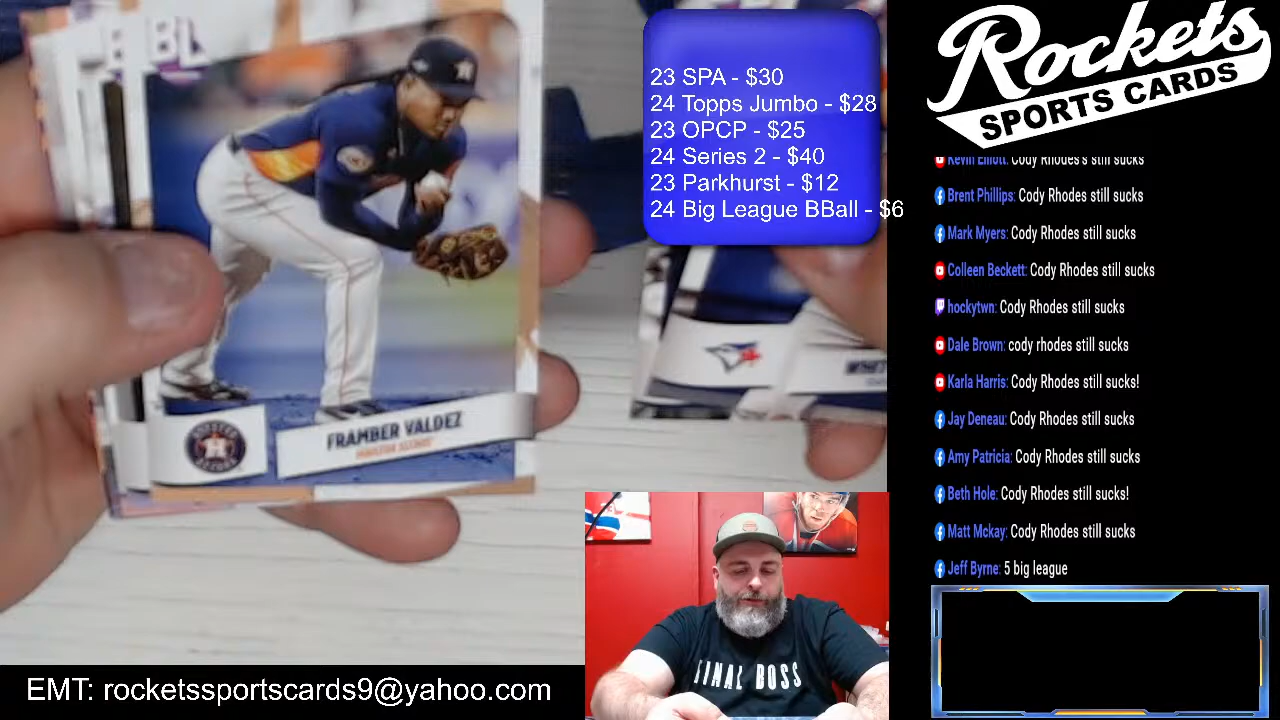 BL
FRAMBER VALDEZ
HOUSTON ASTROS
23 SPA - $30
24 Topps Jumbo - $28
23 OPCP - $25
24 Series 2 - $40
23 Parkhurst - $12
24 Big League BBall - $6
FINAL BOSS
EMT: rocketssportscards9@yahoo.com
Rockets
SPORTS CARDS
Kevin Elliott: Cody Rhodes's still sucks
Brent Phillips: Cody Rhodes still sucks
Mark Myers: Cody Rhodes still sucks
Colleen Beckett: Cody Rhodes still sucks
hockytwn: Cody Rhodes still sucks
Dale Brown: cody rhodes still sucks
Karla Harris: Cody Rhodes still sucks!
Jay Deneau: Cody Rhodes still sucks
Amy Patricia: Cody Rhodes still sucks
Beth Hole: Cody Rhodes still sucks!
Matt Mckay: Cody Rhodes still sucks
Jeff Byrne: 5 big league